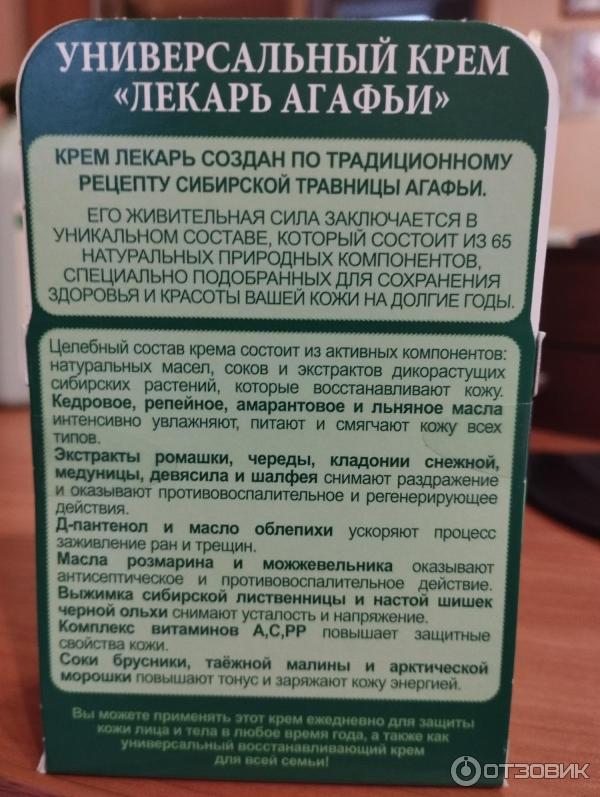 УНИВЕРСАЛЬНЫЙ КРЕМ
«ЛЕКАРЬ АГАФЬИ»
КРЕМ ЛЕКАРЬ СОЗДАН ПО ТРАДИЦИОННОМУ
РЕЦЕПТУ СИБИРСКОЙ ТРАВНИЦЫ АГАФЬИ.
ЕГО ЖИВИТЕЛЬНАЯ СИЛА ЗАКЛЮЧАЕТСЯ В
УНИКАЛЬНОМ СОСТАВЕ, КОТОРЫЙ СОСТОИТ ИЗ 65
НАТУРАЛЬНЫХ ПРИРОДНЫХ КОМПОНЕНТОВ,
СПЕЦИАЛЬНО ПОДОБРАННЫХ ДЛЯ СОХРАНЕНИЯ
ЗДОРОВЬЯ И КРАСОТЫ ВАШЕЙ КОЖИ НА ДОЛГИЕ ГОДЫ.
Целебный состав крема состоит из активных компонентов:
натуральных масел, соков и экстрактов дикорастущих
сибирских растений, которые восстанавливают кожу.
Кедровое, репейное, амарантовое и льняное масла
интенсивно увлажняют, питают и смягчают кожу всех
типов.
Экстракты ромашки, череды, кладонии снежной,
медуницы, девясила и шалфея снимают раздражение
и оказывают противовоспалительное и регенерирующее
действия.
Д-пантенол и масло облепихи ускоряют процесс
заживление ран и трещин.
Масла розмарина и можжевельника оказывают
антисептическое и противовоспалительное действие.
Выжимка сибирской лиственницы и настой шишек
черной ольхи снимают усталость и напряжение.
Комплекс витаминов А,С,РР повышает защитные
свойства кожи.
Соки брусники, таёжной малины и арктической
морошки повышают тонус и заряжают кожу энергией.
Вы можете применять этот крем ежедневно для защиты
кожи лица и тела в любое время года, а также как
универсальный восстанавливающий крем
для всей семьи!
ОТЗОВИК